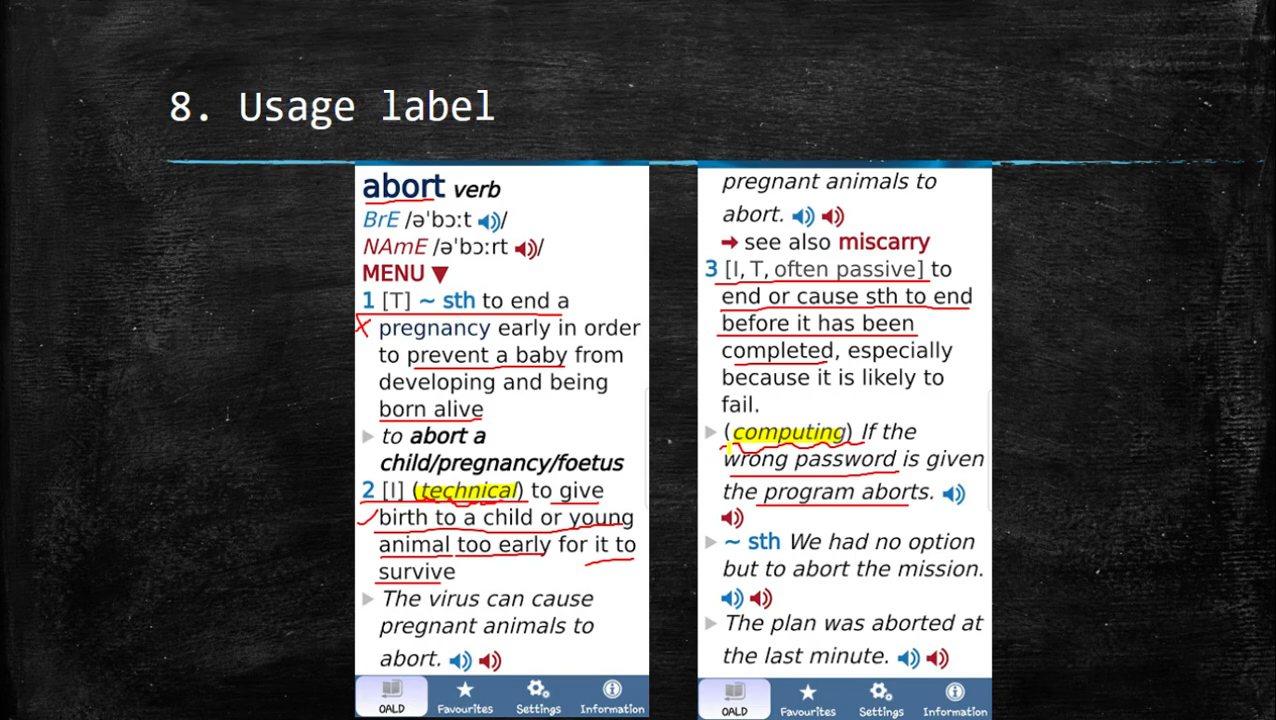 8. Usage label
abort verb
BrE /əˈbɔːt /
NAmE /əˈbɔːrt /
MENU ▼
1 [T] ~ sth to end a
pregnancy early in order
to prevent a baby from
developing and being
born alive
to abort a
child/pregnancy/foetus
2 [I] (technical) to give
birth to a child or young
animal too early for it to
survive
The virus can cause
pregnant animals to
abort.
OALD Favourites Settings Information
pregnant animals to
abort.
➞ see also miscarry
3 [I, T, often passive] to
end or cause sth to end
before it has been
completed, especially
because it is likely to
fail.
(computing) If the
wrong password is given
the program aborts.
~ sth We had no option
but to abort the mission.
The plan was aborted at
the last minute.
OALD Favourites Settings Information